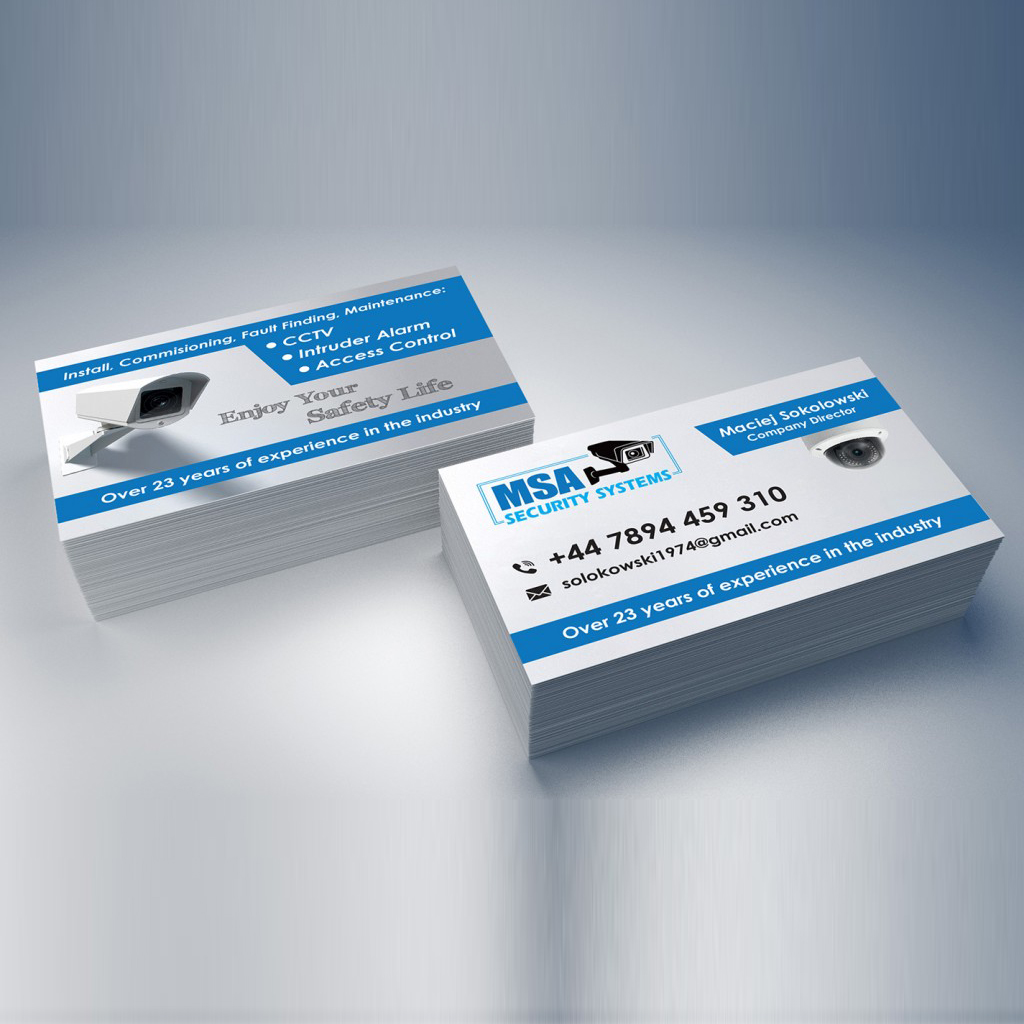 Install, Commisioning, Fault Finding, Maintenance:
• CCTV
• Intruder Alarm
• Access Control
Enjoy Your
Safety Life
Over 23 years of experience in the industry
Maciej Sokolowski
Company Director
MSA
SECURITY SYSTEMS
+44 7894 459 310
solokowski1974@gmail.com
Over 23 years of experience in the industry